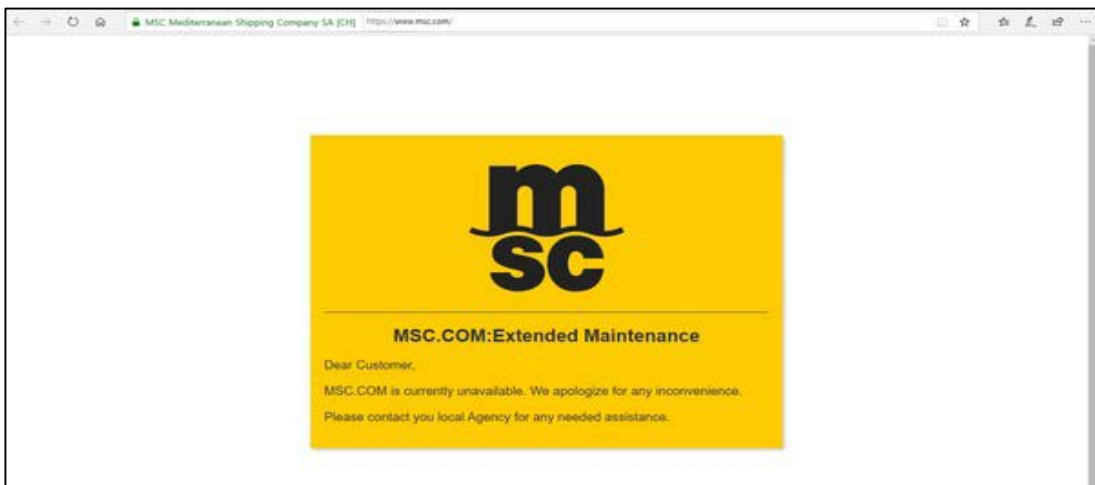 MSC Mediterranean Shipping Company SA [CH] https://www.msc.com/
m
sc
MSC.COM:Extended Maintenance
Dear Customer,
MSC.COM is currently unavailable. We apologize for any inconvenience.
Please contact you local Agency for any needed assistance.